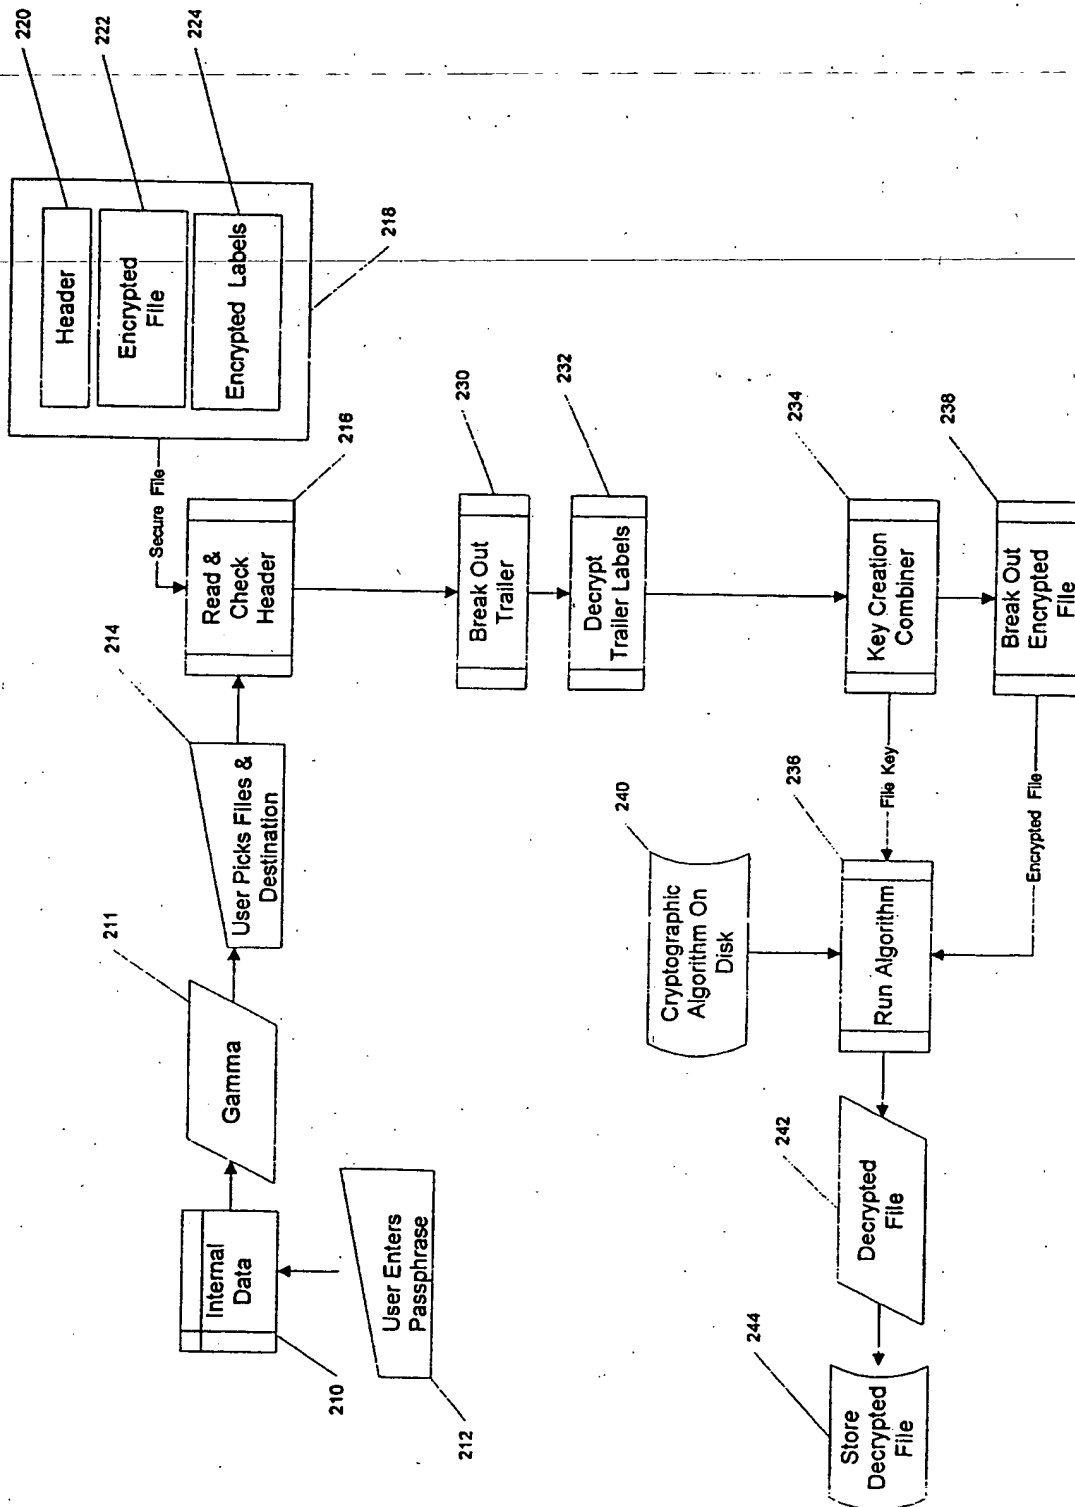 220
222
224
Header
Encrypted
File
Encrypted Labels
218
Secure File
216
Read &
Check
Header
214
User Picks Files &
Destination
211
Gamma
Internal
Data
210
User Enters
Passphrase
212
230
Break Out
Trailer
232
Decrypt
Trailer Labels
234
Key Creation
Combiner
238
Break Out
Encrypted
File
File Key
Encrypted File
240
Cryptographic
Algorithm On
Disk
236
Run Algorithm
242
Decrypted
File
244
Store
Decrypted
File